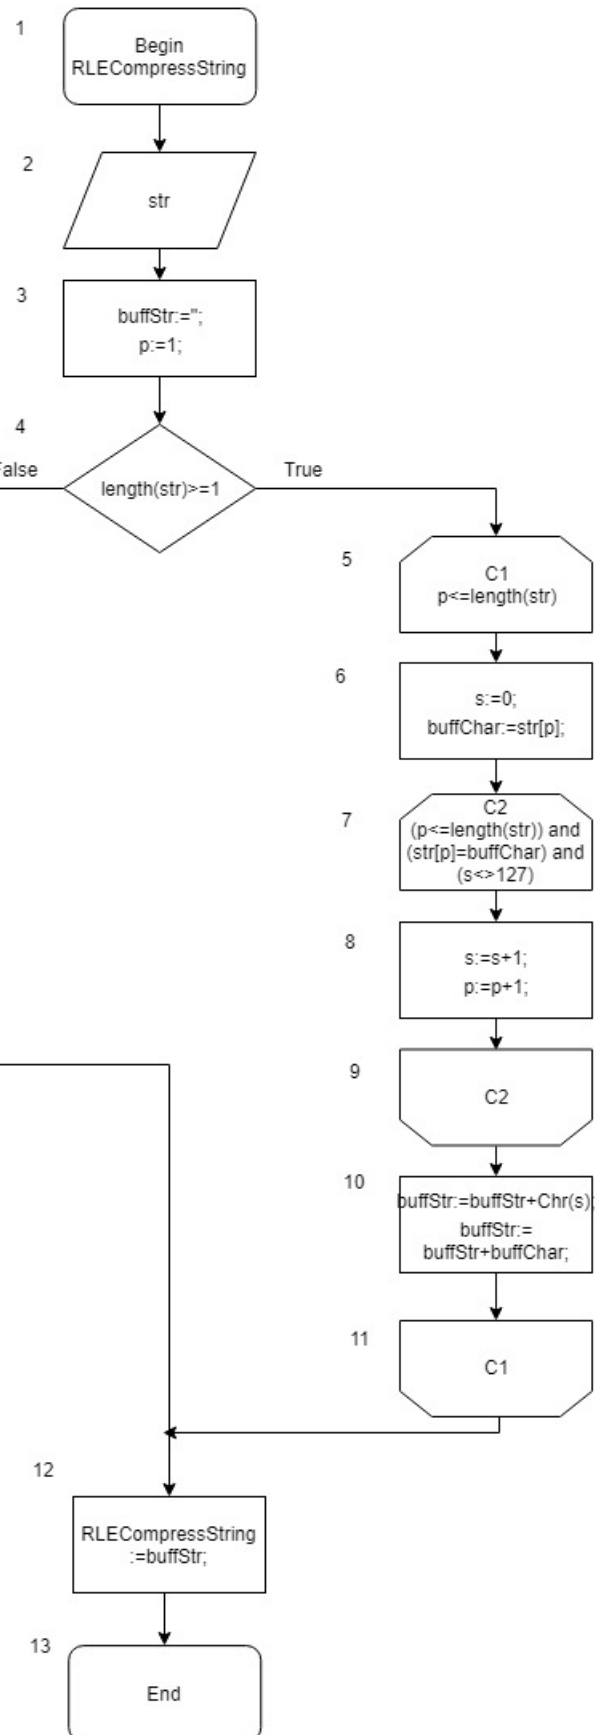 1
Begin
RLECompressString
2
str
3
buffStr:='';
p:=1;
4
False
length(str)>=1
True
5
C1
p<=length(str)
6
s:=0;
buffChar:=str[p];
7
C2
(p<=length(str)) and
(str[p]=buffChar) and
(s<>127)
8
s:=s+1;
p:=p+1;
9
C2
10
buffStr:=buffStr+Chr(s);
buffStr:=
buffStr+buffChar;
11
C1
12
RLECompressString
:=buffStr;
13
End